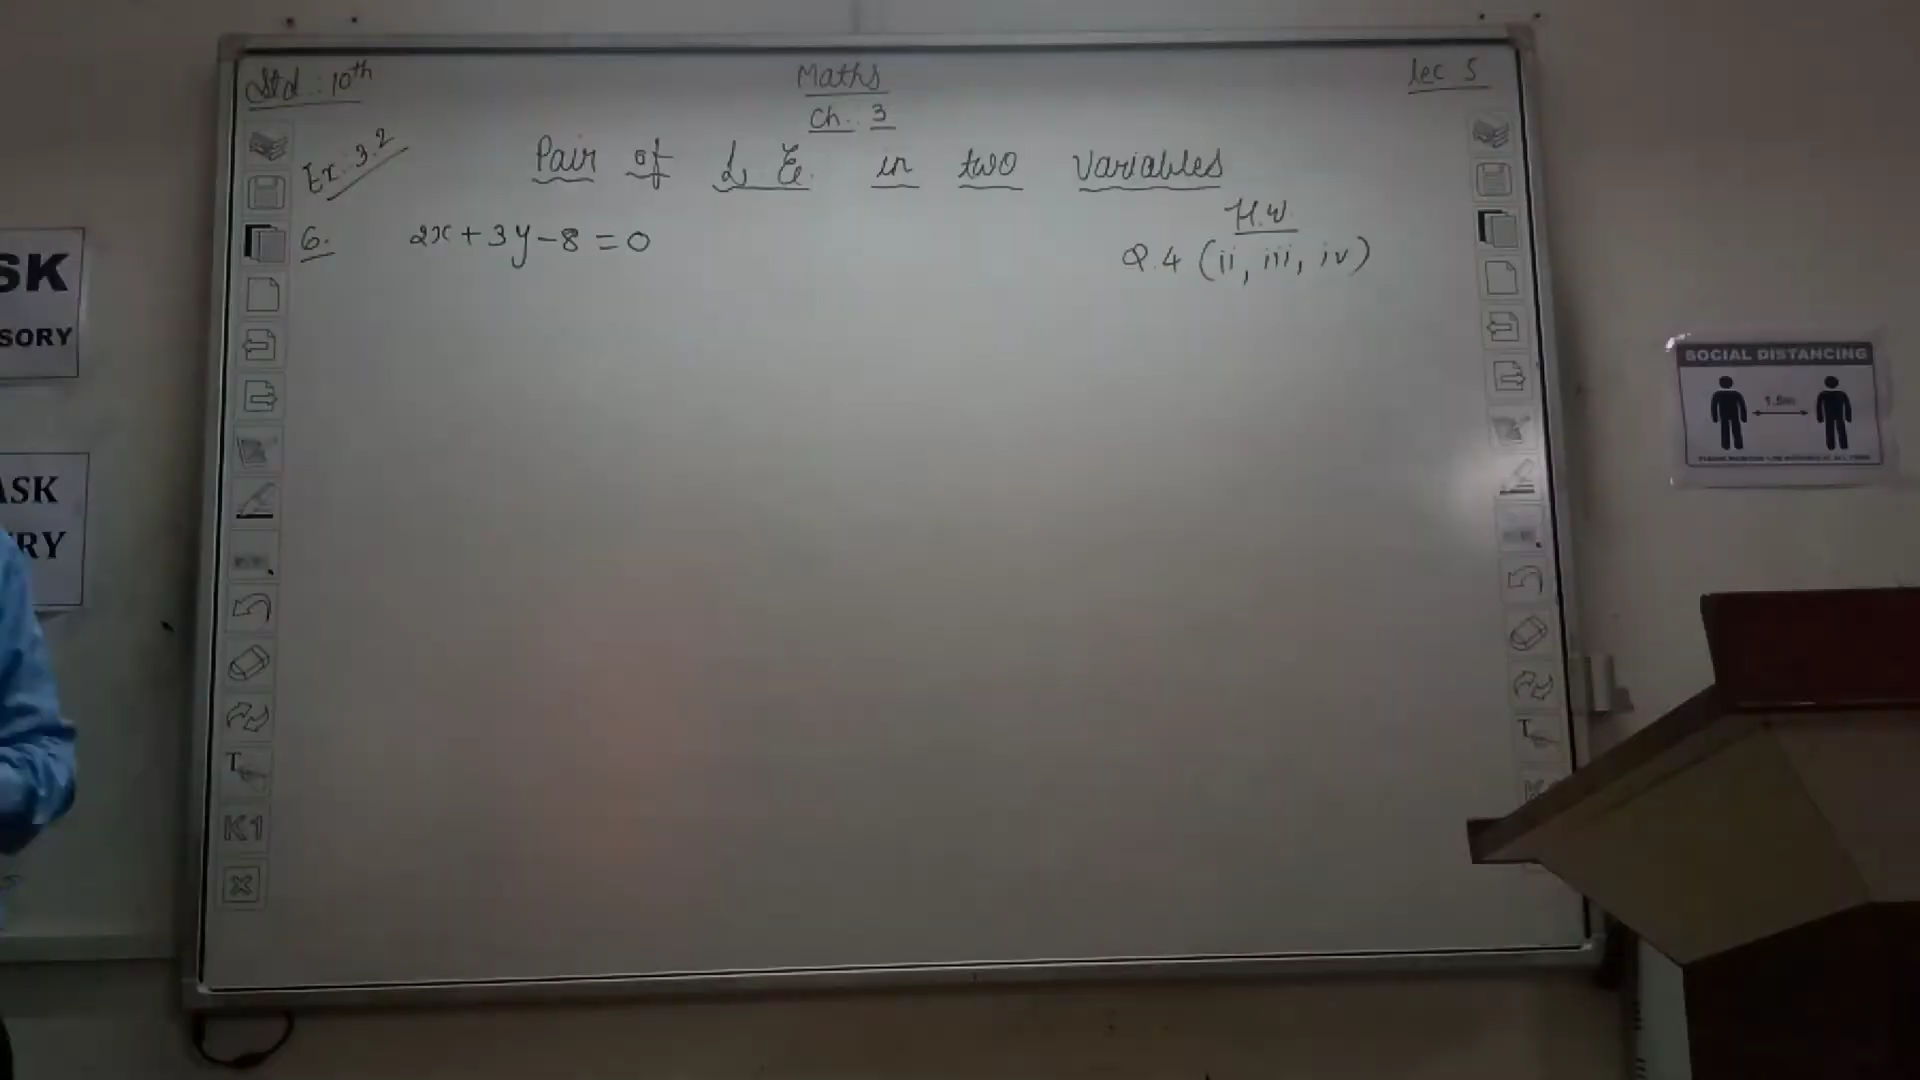 Std : 10th
Maths
lec 5
Ch. 3
Ex. 3.2
Pair of L. E. in two variables
H.W.
6. 2x + 3y - 8 = 0
Q.4 (ii, iii, iv)
SK
SORY
ASK
RY
SOCIAL DISTANCING
1.5m
T
K1
T